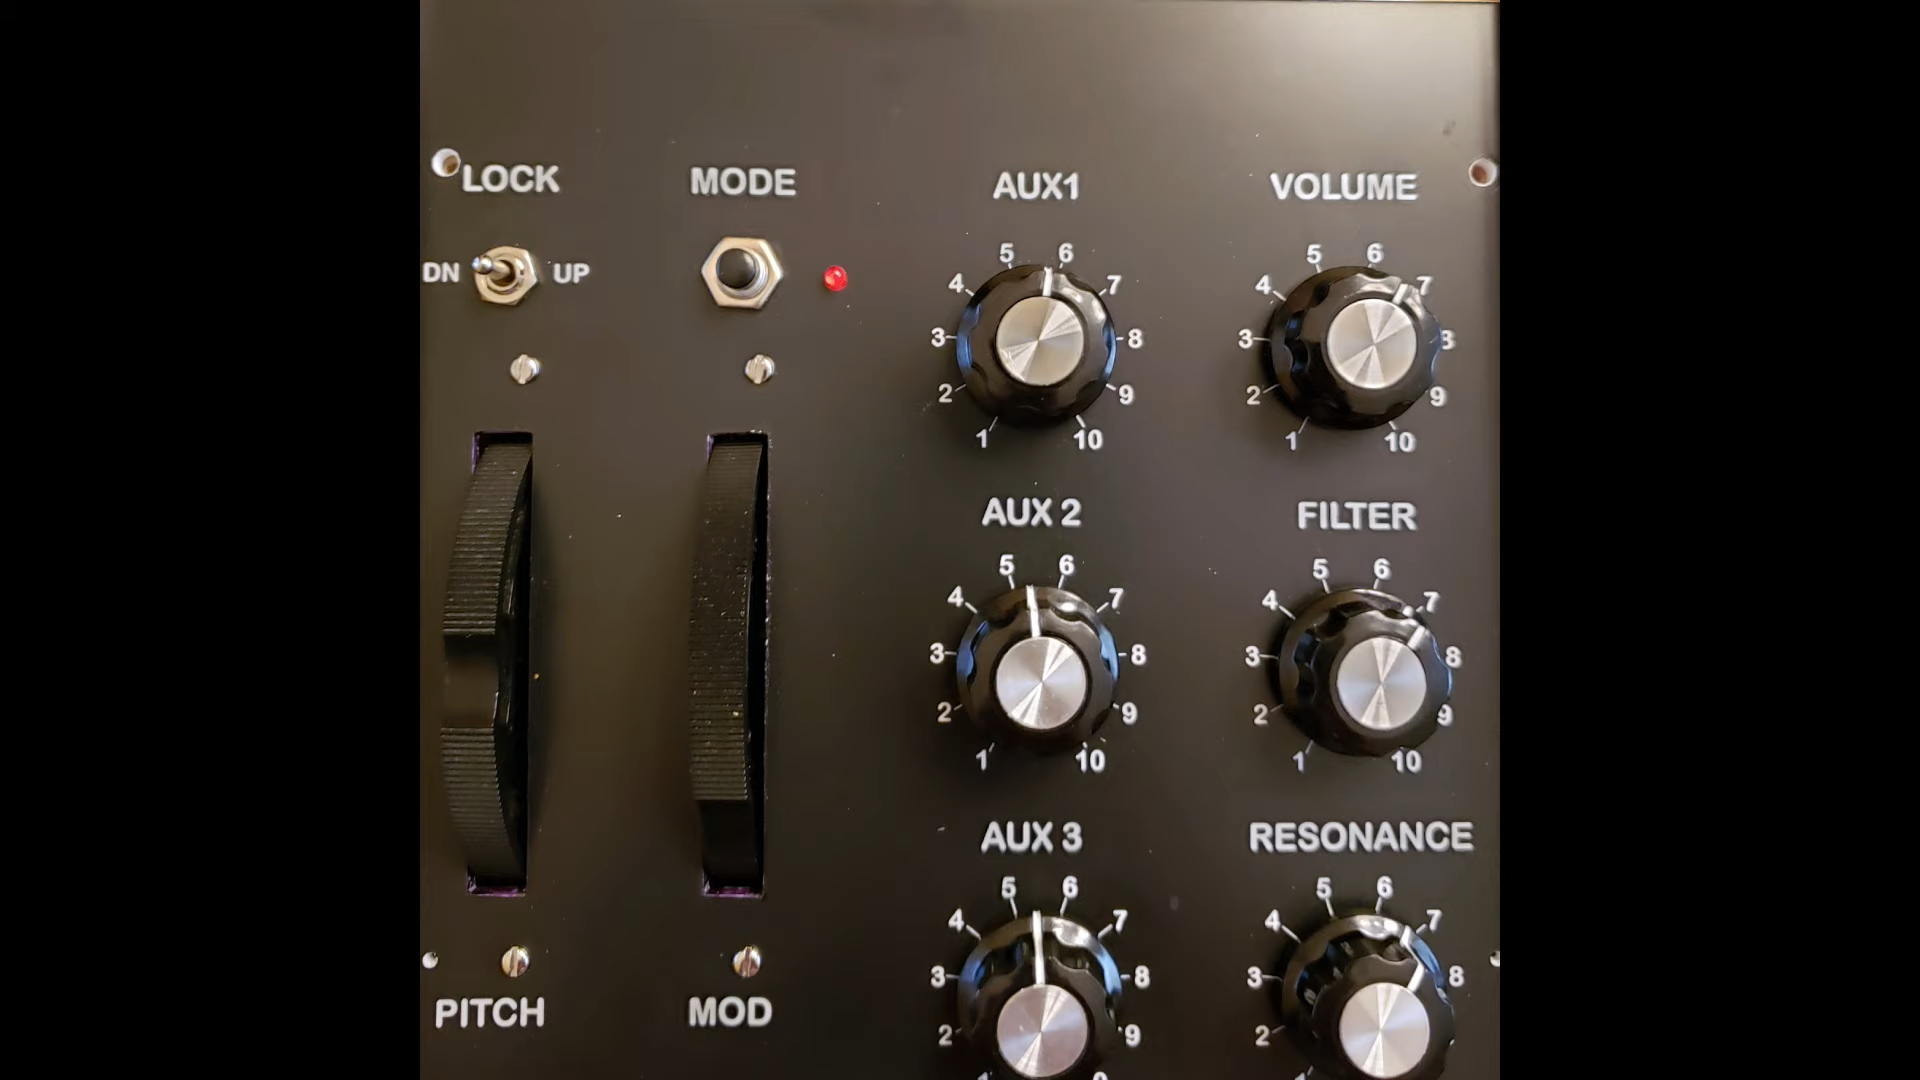 LOCK
MODE
AUX1
VOLUME
DN
UP
1 2 3 4 5 6 7 8 9 10
1 2 3 4 5 6 7 8 9 10
AUX 2
FILTER
1 2 3 4 5 6 7 8 9 10
1 2 3 4 5 6 7 8 9 10
AUX 3
RESONANCE
2 3 4 5 6 7 8 9
2 3 4 5 6 7 8
PITCH
MOD